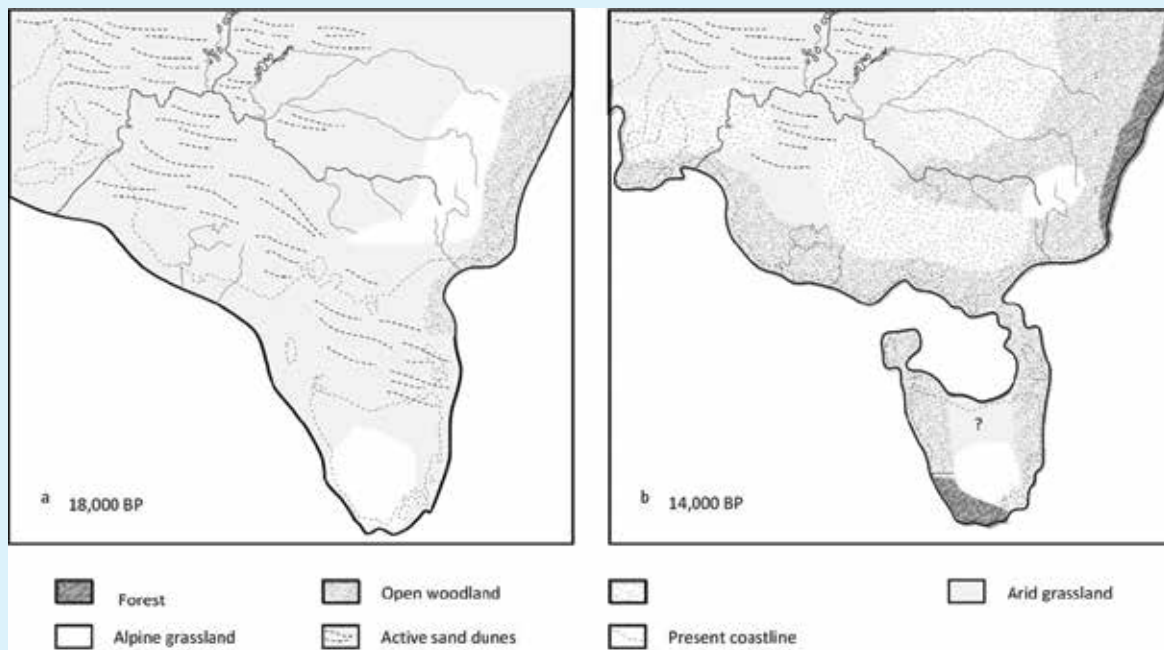 a 18,000 BP
?
b 14,000 BP
Forest
Open woodland
Arid grassland
Alpine grassland
Active sand dunes
Present coastline